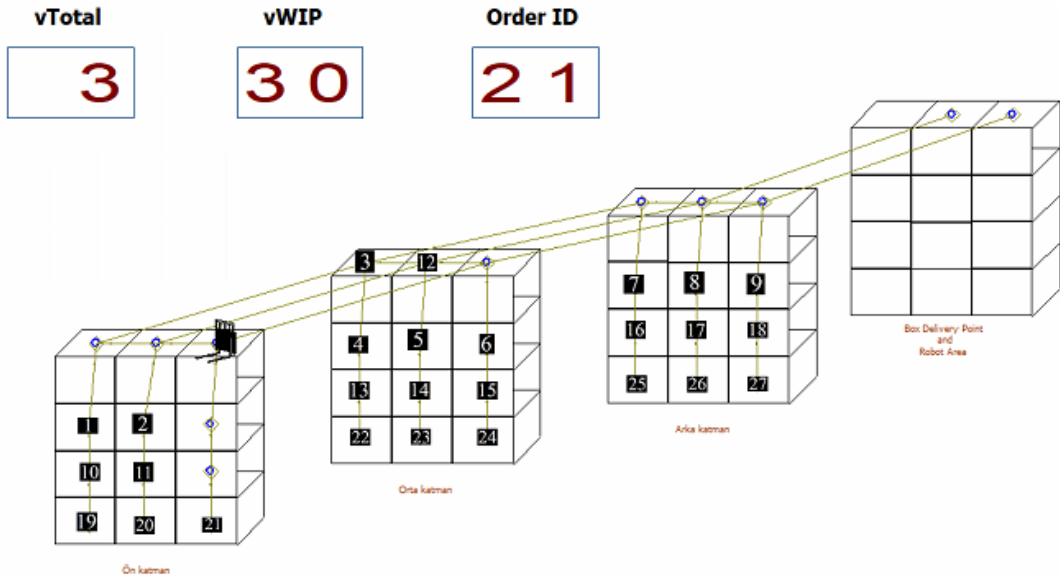 vTotal vWIP Order ID
3 30 21
3 12
7 8 9
Box Delivery Point
and
Robot Area
4 5 6
16 17 18
1 2
13 14 15
25 26 27
10 11
22 23 24
Arka katman
Orta katman
19 20 21
Ön katman